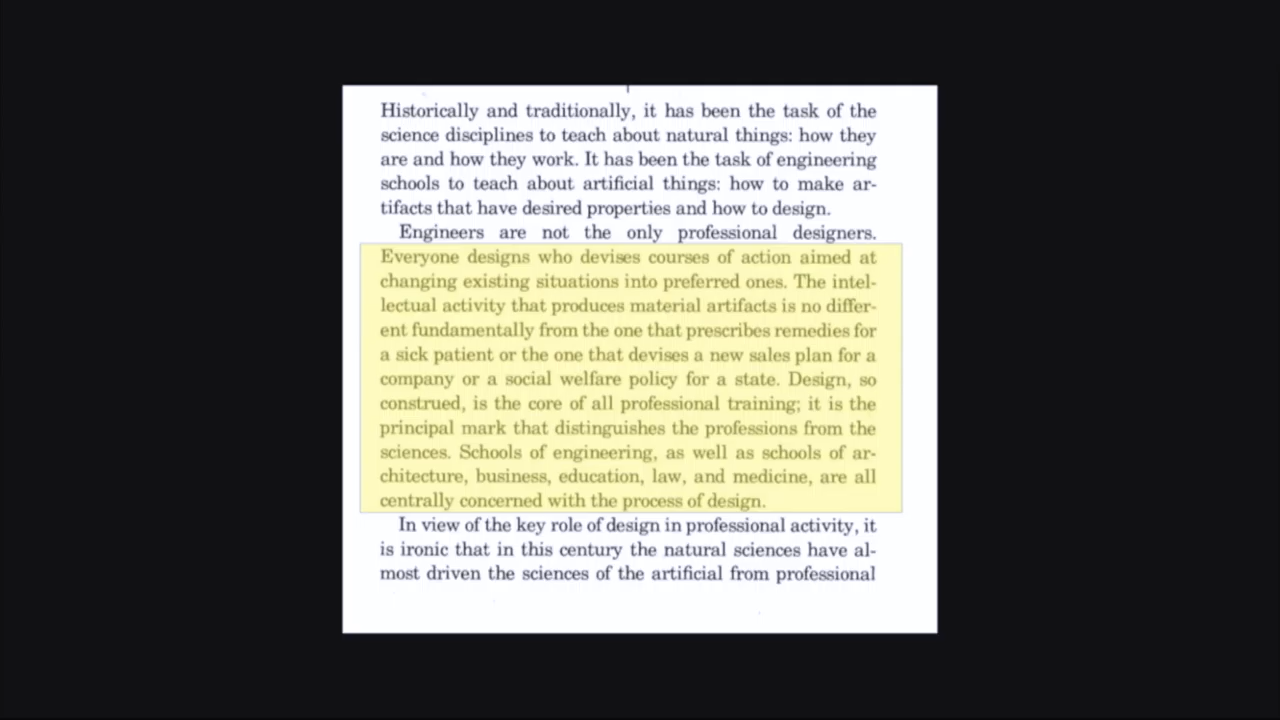 Historically and traditionally, it has been the task of the
science disciplines to teach about natural things: how they
are and how they work. It has been the task of engineering
schools to teach about artificial things: how to make ar-
tifacts that have desired properties and how to design.
Engineers are not the only professional designers.
Everyone designs who devises courses of action aimed at
changing existing situations into preferred ones. The intel-
lectual activity that produces material artifacts is no differ-
ent fundamentally from the one that prescribes remedies for
a sick patient or the one that devises a new sales plan for a
company or a social welfare policy for a state. Design, so
construed, is the core of all professional training; it is the
principal mark that distinguishes the professions from the
sciences. Schools of engineering, as well as schools of ar-
chitecture, business, education, law, and medicine, are all
centrally concerned with the process of design.
In view of the key role of design in professional activity, it
is ironic that in this century the natural sciences have al-
most driven the sciences of the artificial from professional